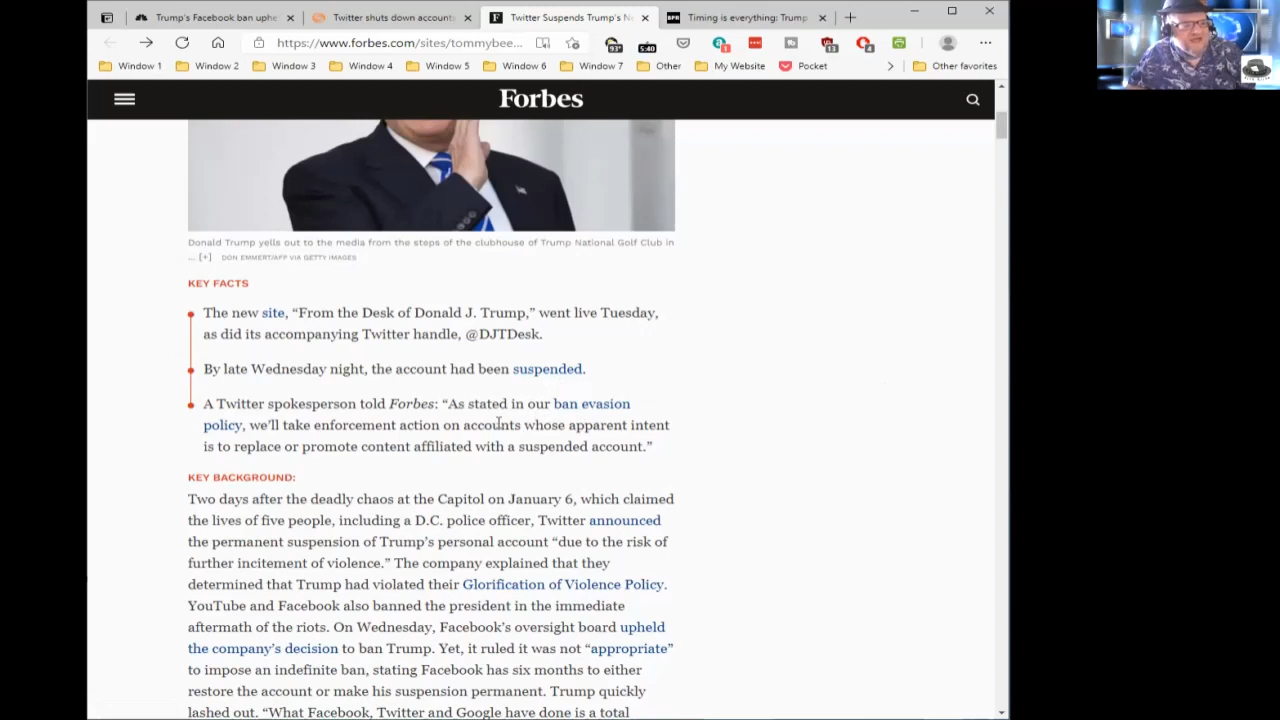 Trump's Facebook ban uphe
Twitter shuts down account
Twitter Suspends Trump's N
Timing is everything: Trump
https://www.forbes.com/sites/tommybee...
93°
5:40
1
13
4
Window 1
Window 2
Window 3
Window 4
Window 5
Window 6
Window 7
Other
My Website
Pocket
Other favorites
Forbes
Donald Trump yells out to the media from the steps of the clubhouse of Trump National Golf Club in
... [+] DON EMMERT/AFP VIA GETTY IMAGES
KEY FACTS
The new site, “From the Desk of Donald J. Trump,” went live Tuesday,
as did its accompanying Twitter handle, @DJTDesk.
By late Wednesday night, the account had been suspended.
A Twitter spokesperson told Forbes: “As stated in our ban evasion
policy, we’ll take enforcement action on accounts whose apparent intent
is to replace or promote content affiliated with a suspended account.”
KEY BACKGROUND:
Two days after the deadly chaos at the Capitol on January 6, which claimed
the lives of five people, including a D.C. police officer, Twitter announced
the permanent suspension of Trump’s personal account “due to the risk of
further incitement of violence.” The company explained that they
determined that Trump had violated their Glorification of Violence Policy.
YouTube and Facebook also banned the president in the immediate
aftermath of the riots. On Wednesday, Facebook’s oversight board upheld
the company’s decision to ban Trump. Yet, it ruled it was not “appropriate”
to impose an indefinite ban, stating Facebook has six months to either
restore the account or make his suspension permanent. Trump quickly
lashed out. “What Facebook, Twitter and Google have done is a total